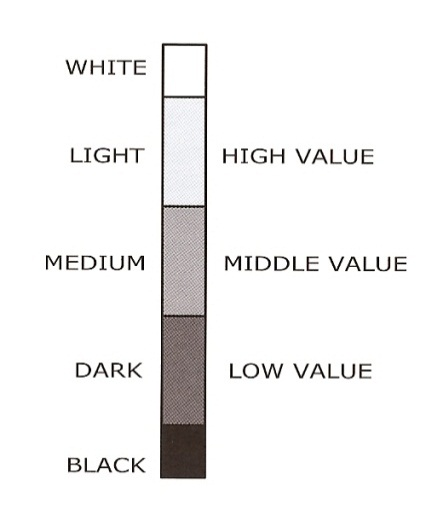 WHITE
LIGHT HIGH VALUE
MEDIUM MIDDLE VALUE
DARK LOW VALUE
BLACK